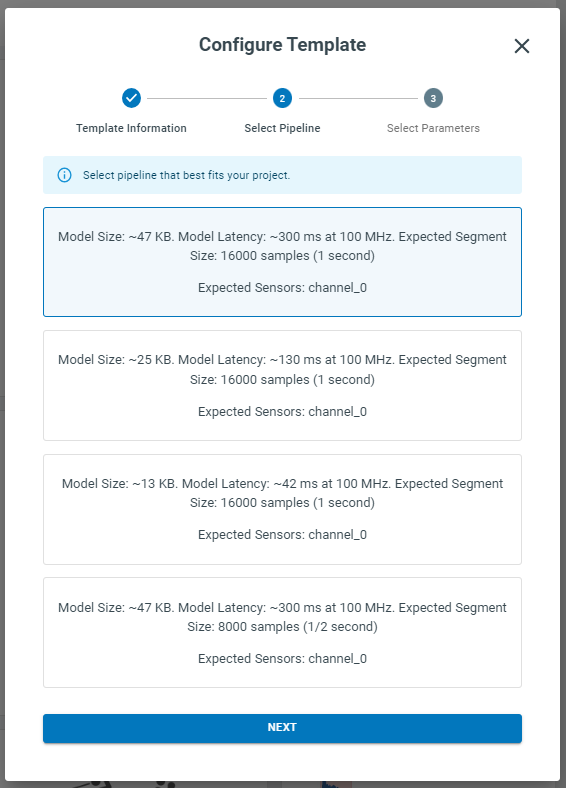 Configure Template
2
3
Template Information
Select Pipeline
Select Parameters
Select pipeline that best fits your project.
Model Size: ~47 KB. Model Latency: ~300 ms at 100 MHz. Expected Segment
Size: 16000 samples (1 second)
Expected Sensors: channel_0
Model Size: ~25 KB. Model Latency: ~130 ms at 100 MHz. Expected Segment
Size: 16000 samples (1 second)
Expected Sensors: channel_0
Model Size: ~13 KB. Model Latency: ~42 ms at 100 MHz. Expected Segment
Size: 16000 samples (1 second)
Expected Sensors: channel_0
Model Size: ~47 KB. Model Latency: ~300 ms at 100 MHz. Expected Segment
Size: 8000 samples (1/2 second)
Expected Sensors: channel_0
NEXT